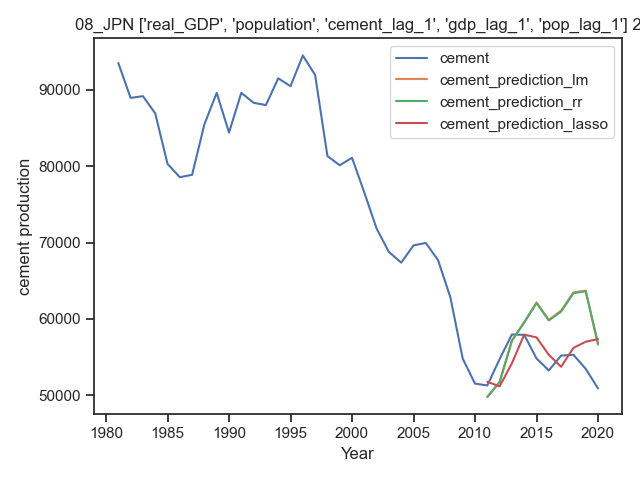 08_JPN ['real_GDP', 'population', 'cement_lag_1', 'gdp_lag_1', 'pop_lag_1'] 2
cement
cement_prediction_lm
cement_prediction_rr
cement_prediction_lasso
90000
80000
70000
60000
50000
cement production
1980 1985 1990 1995 2000 2005 2010 2015 2020
Year